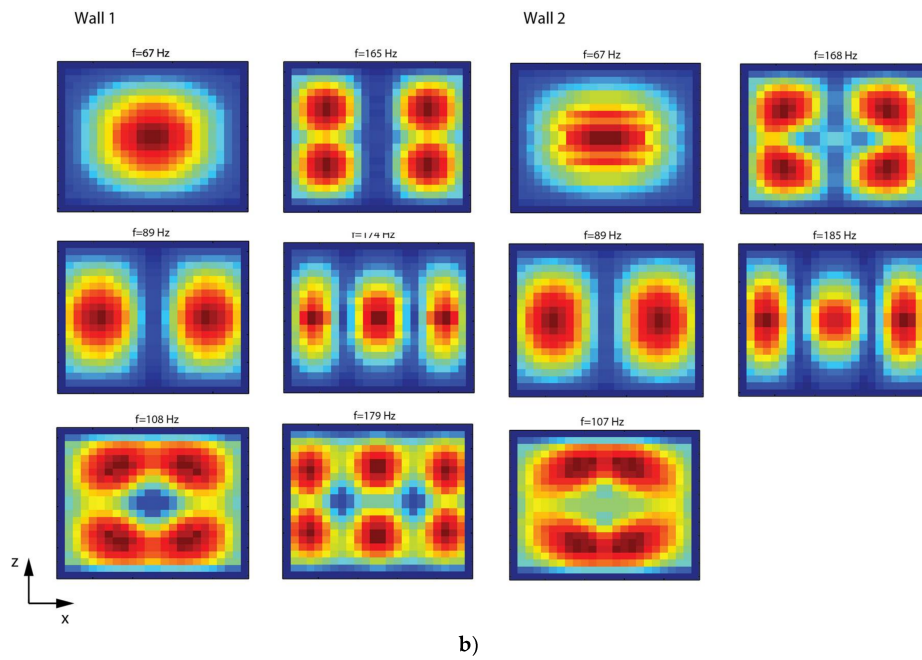 Wall 1
Wall 2
f=67 Hz
f=165 Hz
f=67 Hz
f=168 Hz
f=89 Hz
f=174 Hz
f=89 Hz
f=185 Hz
f=108 Hz
f=179 Hz
f=107 Hz
z
x
b)